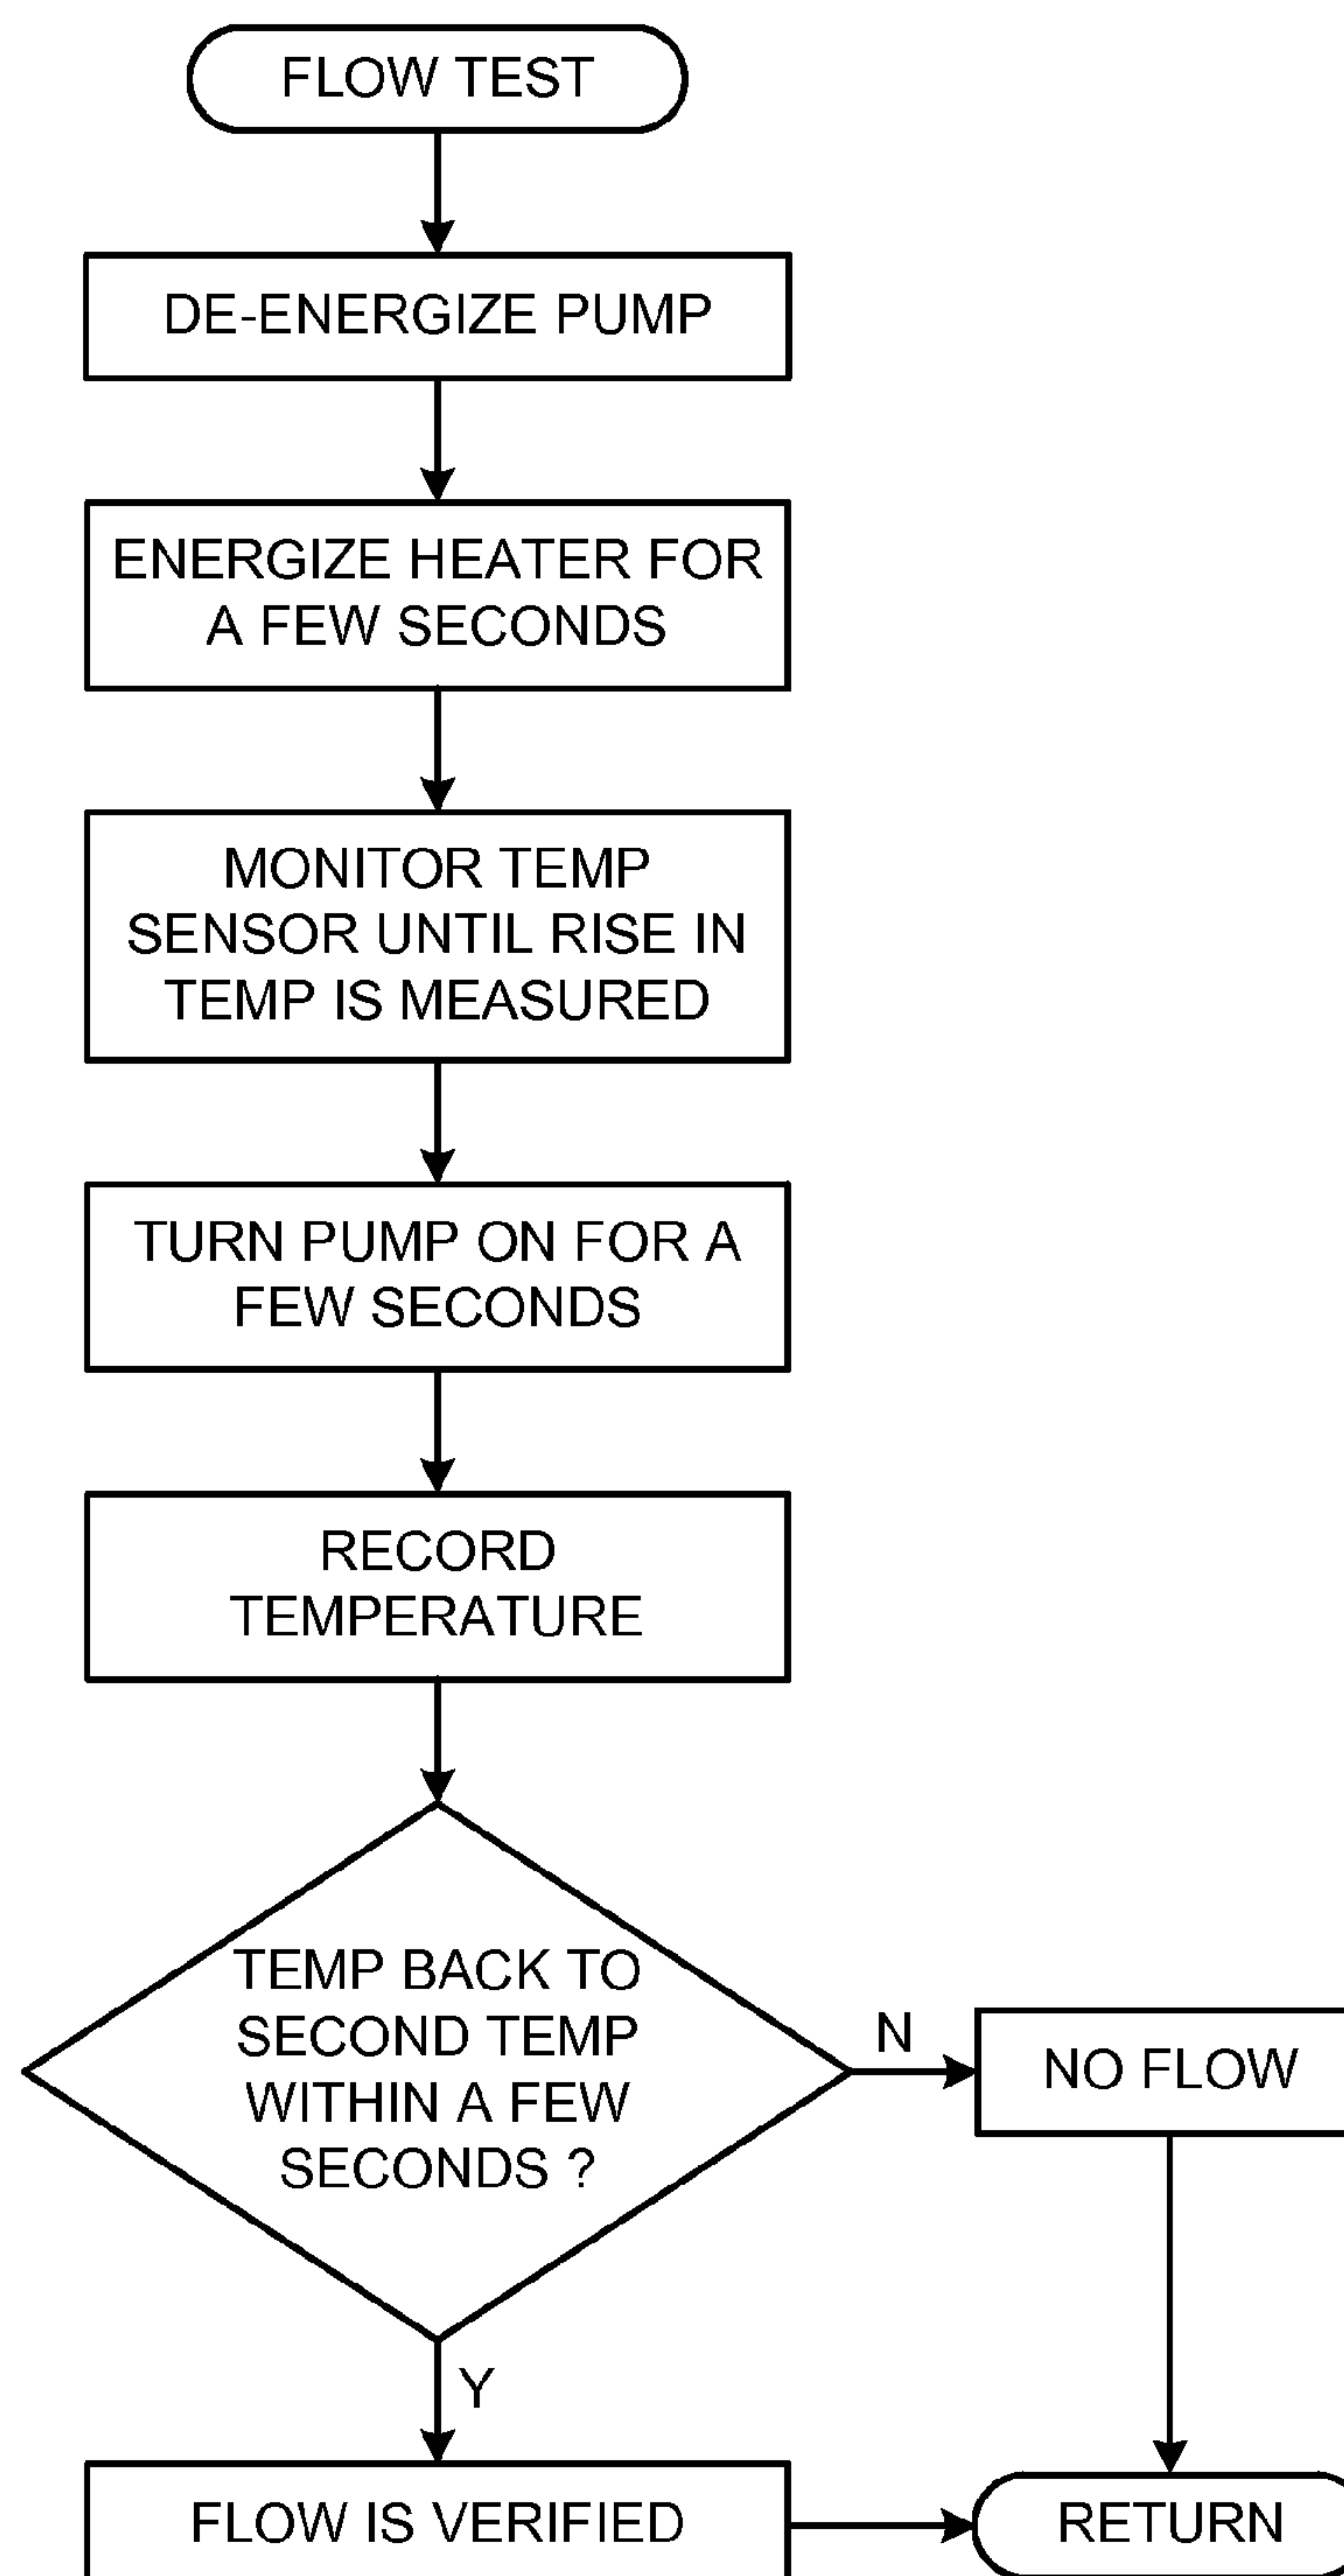 FLOW TEST
DE-ENERGIZE PUMP
ENERGIZE HEATER FOR
A FEW SECONDS
MONITOR TEMP
SENSOR UNTIL RISE IN
TEMP IS MEASURED
TURN PUMP ON FOR A
FEW SECONDS
RECORD
TEMPERATURE
TEMP BACK TO
SECOND TEMP
WITHIN A FEW
SECONDS ?
N
NO FLOW
Y
FLOW IS VERIFIED
RETURN